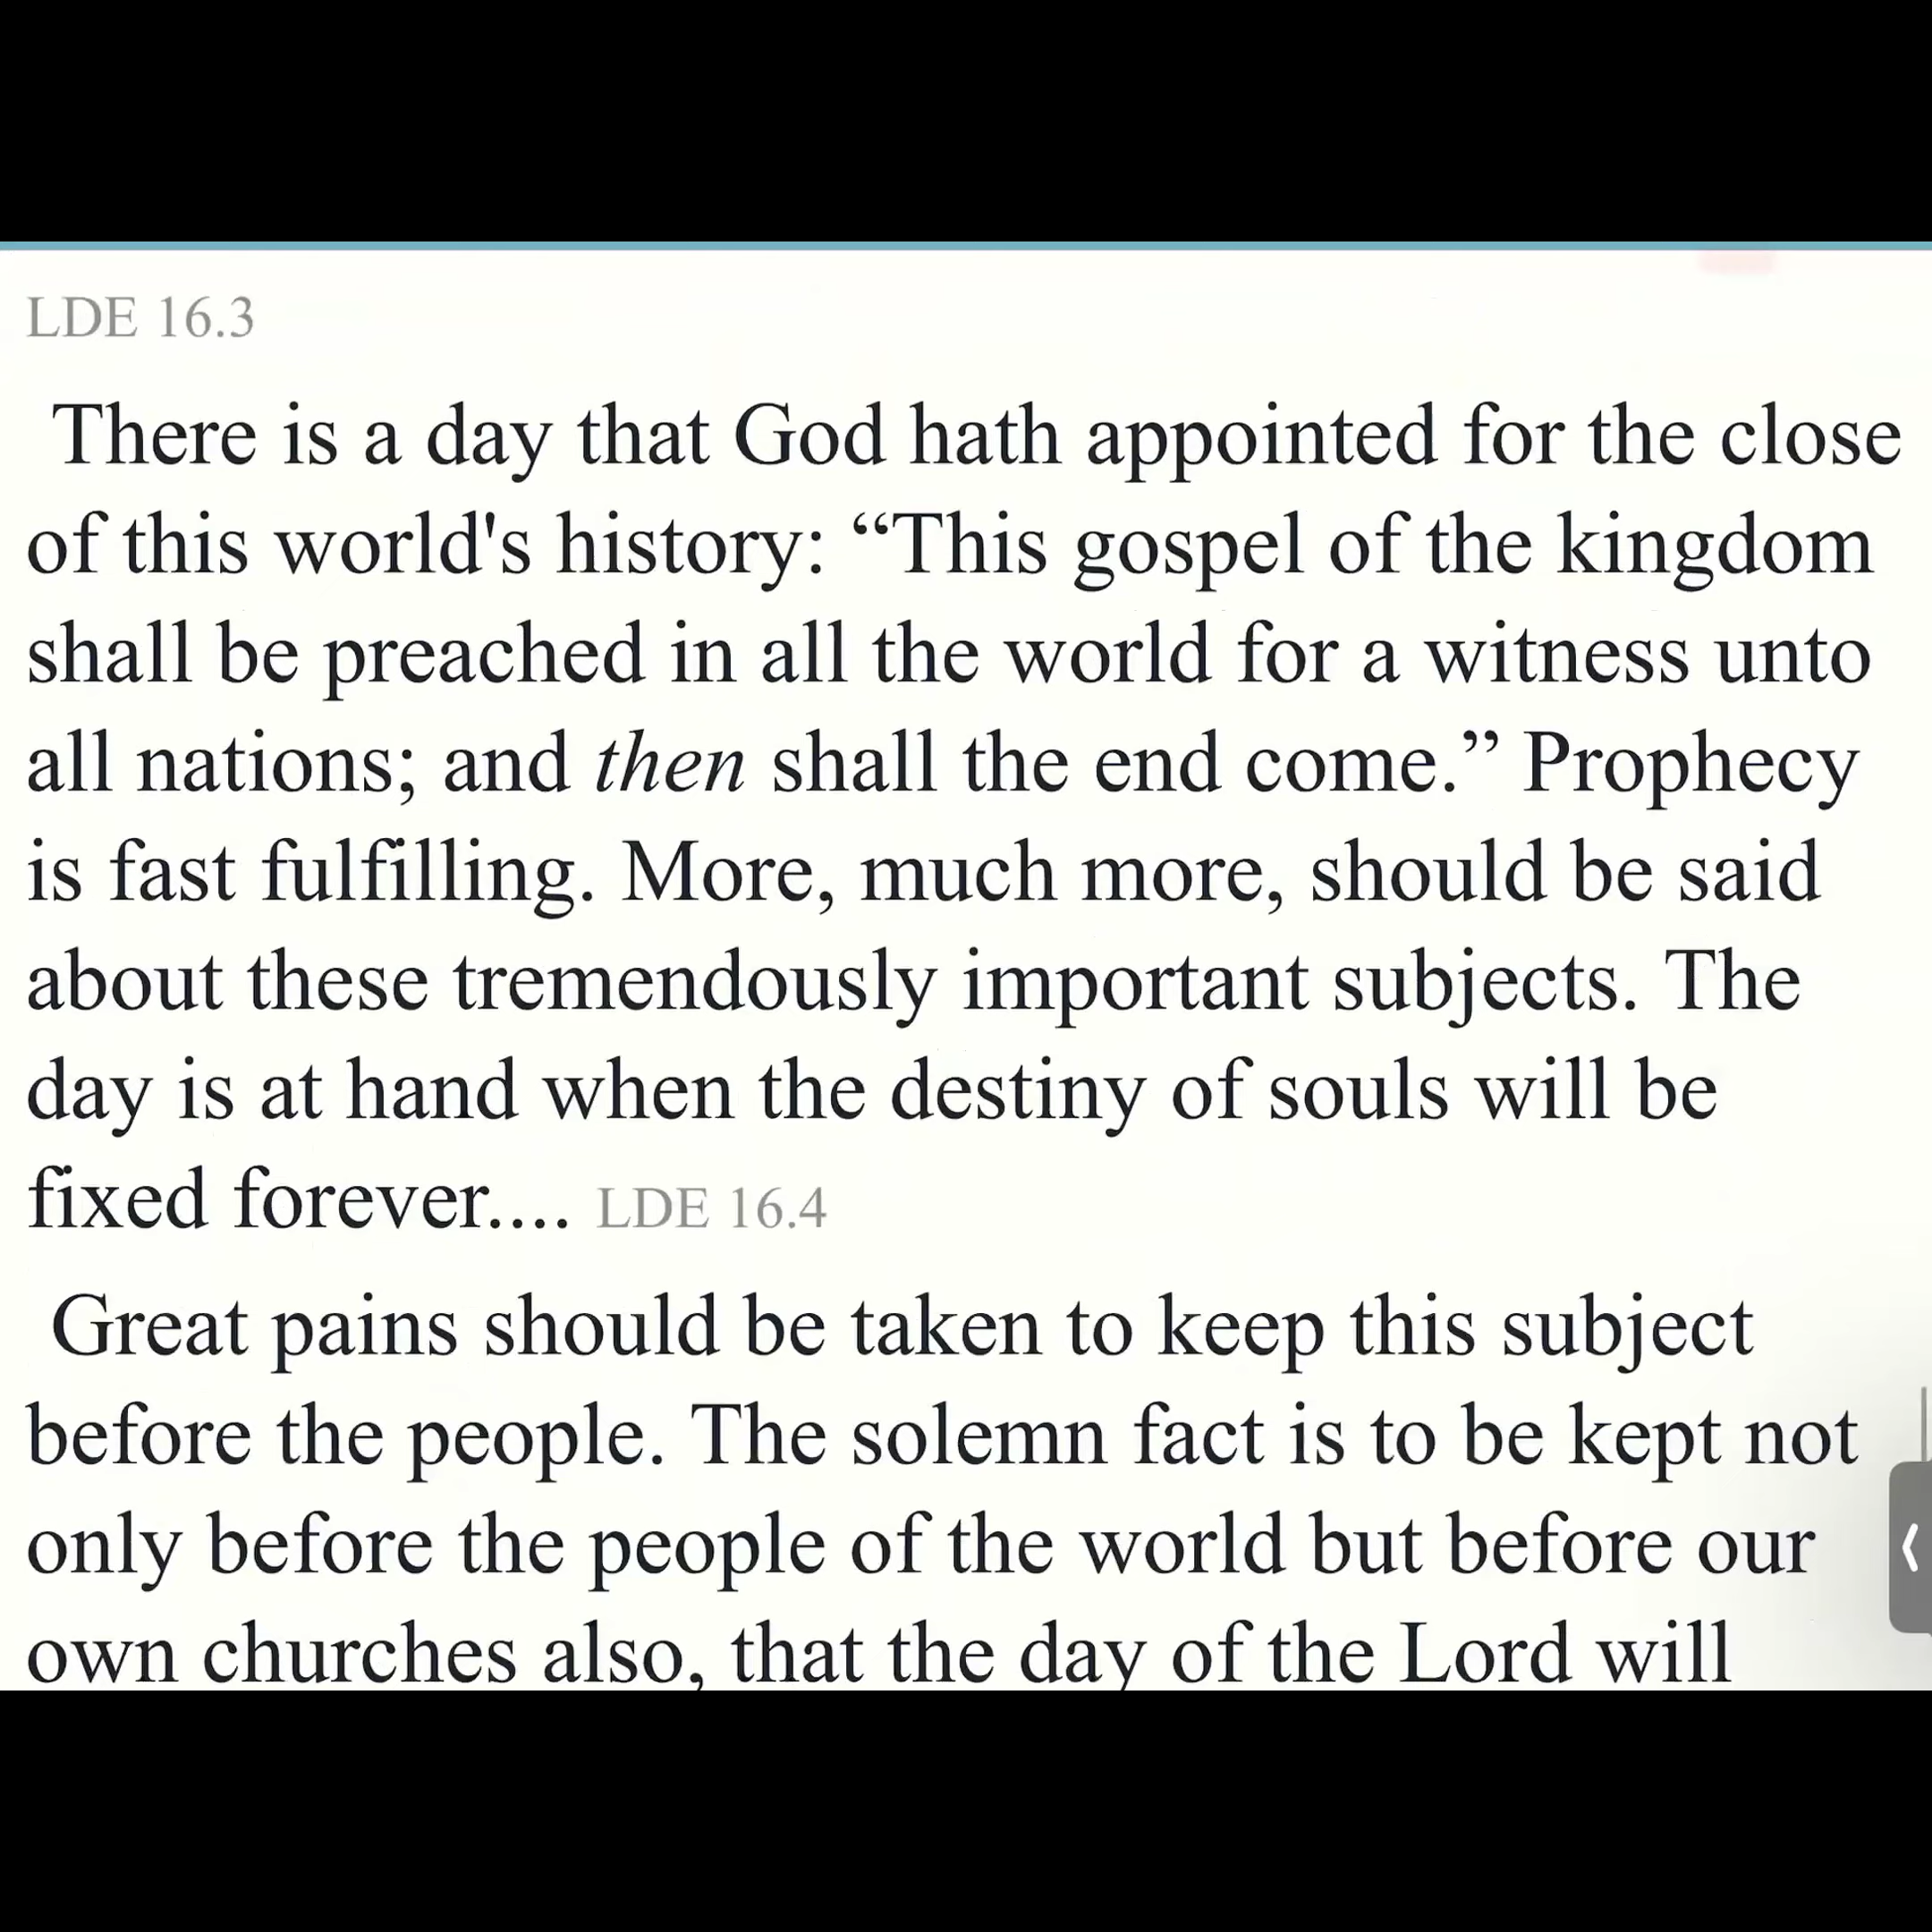 LDE 16.3
There is a day that God hath appointed for the close
of this world's history: “This gospel of the kingdom
shall be preached in all the world for a witness unto
all nations; and then shall the end come.” Prophecy
is fast fulfilling. More, much more, should be said
about these tremendously important subjects. The
day is at hand when the destiny of souls will be
fixed forever.... LDE 16.4
Great pains should be taken to keep this subject
before the people. The solemn fact is to be kept not
only before the people of the world but before our
own churches also, that the day of the Lord will